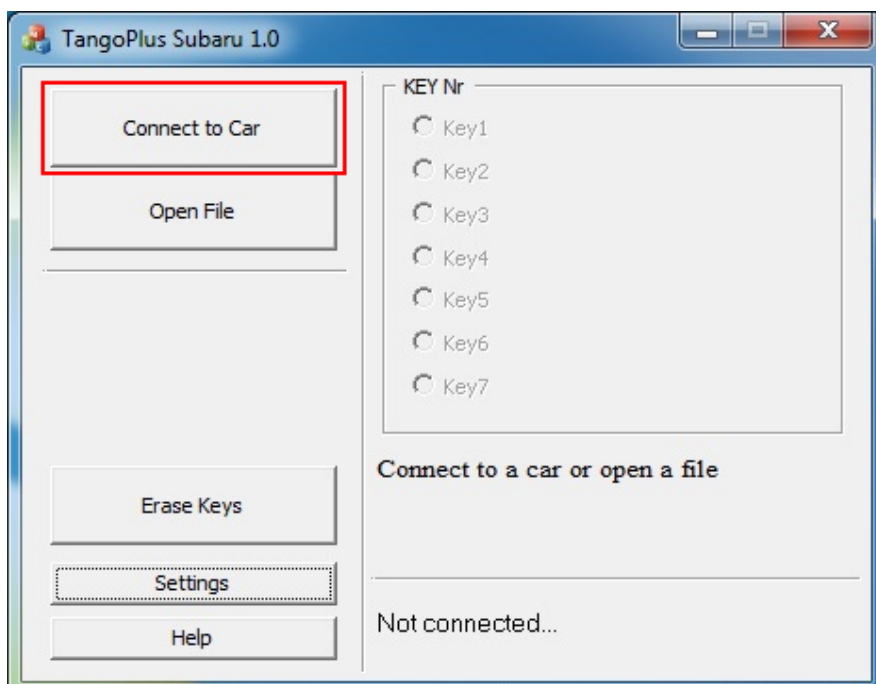 TangoPlus Subaru 1.0
Connect to Car
Open File
Erase Keys
Settings
Help
KEY Nr
Key1
Key2
Key3
Key4
Key5
Key6
Key7
Connect to a car or open a file
Not connected...